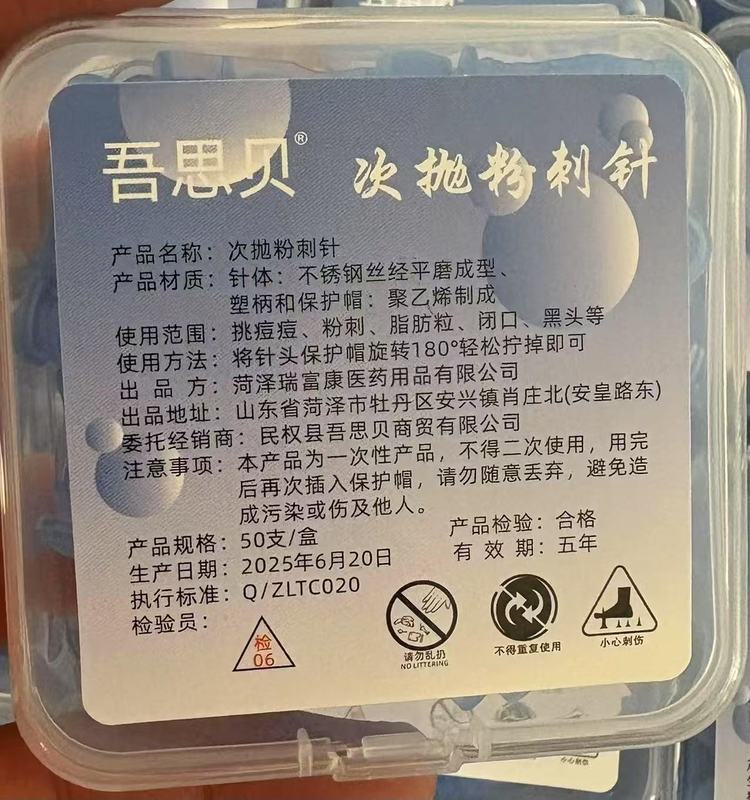 吾思贝® 次抛粉刺针
产品名称：次抛粉刺针
产品材质：针体：不锈钢丝经平磨成型、
塑柄和保护帽：聚乙烯制成
使用范围：挑痘痘、粉刺、脂肪粒、闭口、黑头等
使用方法：将针头保护帽旋转180°轻松拧掉即可
出 品 方：菏泽瑞富康医药用品有限公司
出品地址：山东省菏泽市牡丹区安兴镇肖庄北(安皇路东)
委托经销商：民权县吾思贝商贸有限公司
注意事项：本产品为一次性产品，不得二次使用，用完
后再次插入保护帽，请勿随意丢弃，避免造
成污染或伤及他人。
产品规格：50支/盒
产品检验：合格
生产日期：2025年6月20日
有 效 期：五年
执行标准：Q/ZLTC020
检验员：
检
06
请勿乱扔
NO LITTERING
不得重复使用
小心刺伤
小心刺伤